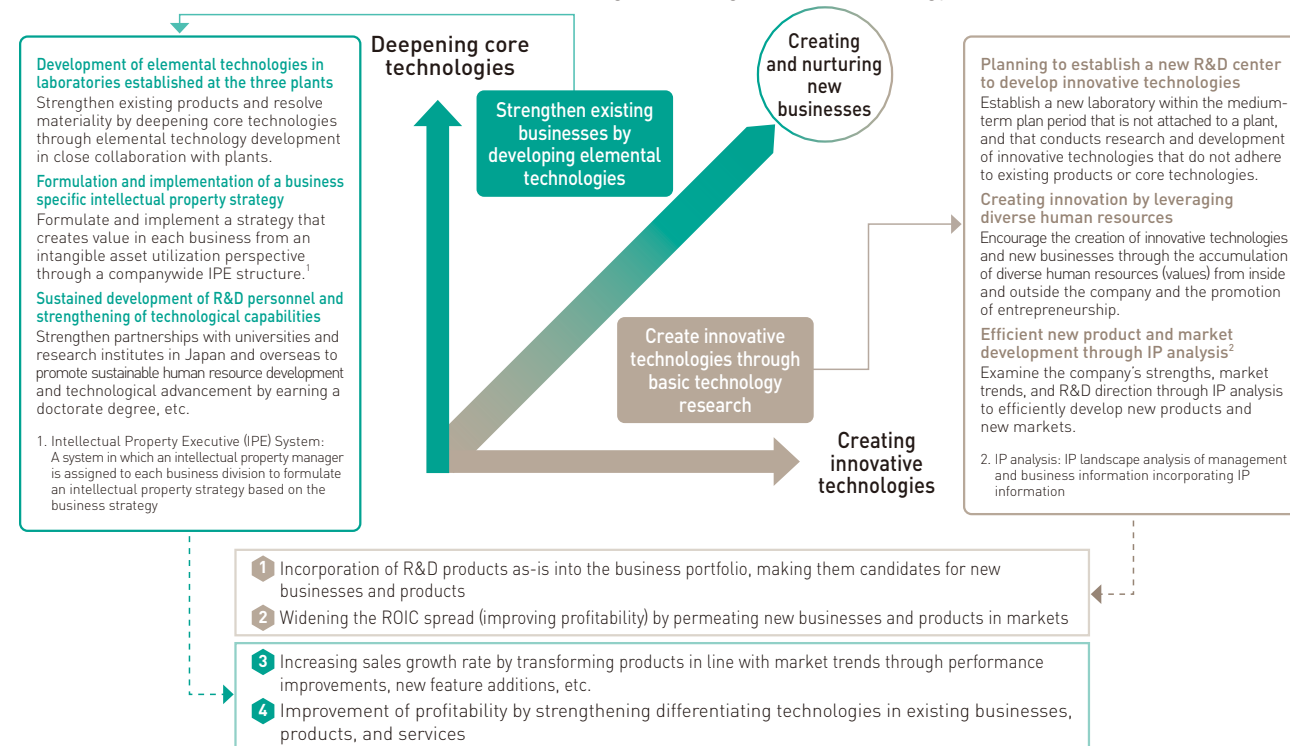 Deepening core
technologies
Creating
and nurturing
new
businesses
Strengthen existing
businesses by
developing elemental
technologies
Create innovative
technologies through
basic technology
research
Creating
innovative
technologies
Development of elemental technologies in
laboratories established at the three plants
Strengthen existing products and resolve
materiality by deepening core technologies
through elemental technology development
in close collaboration with plants.
Formulation and implementation of a business
specific intellectual property strategy
Formulate and implement a strategy that
creates value in each business from an
intangible asset utilization perspective
through a companywide IPE structure.1
Sustained development of R&D personnel and
strengthening of technological capabilities
Strengthen partnerships with universities and
research institutes in Japan and overseas to
promote sustainable human resource development
and technological advancement by earning a
doctorate degree, etc.
1. Intellectual Property Executive (IPE) System:
A system in which an intellectual property manager
is assigned to each business division to formulate
an intellectual property strategy based on the
business strategy
Planning to establish a new R&D center
to develop innovative technologies
Establish a new laboratory within the medium-
term plan period that is not attached to a plant,
and that conducts research and development
of innovative technologies that do not adhere
to existing products or core technologies.
Creating innovation by leveraging
diverse human resources
Encourage the creation of innovative technologies
and new businesses through the accumulation
of diverse human resources (values) from inside
and outside the company and the promotion
of entrepreneurship.
Efficient new product and market
development through IP analysis2
Examine the company's strengths, market
trends, and R&D direction through IP analysis
to efficiently develop new products and
new markets.
2. IP analysis: IP landscape analysis of management
and business information incorporating IP
information
1 Incorporation of R&D products as-is into the business portfolio, making them candidates for new
businesses and products
2 Widening the ROIC spread (improving profitability) by permeating new businesses and products in markets
3 Increasing sales growth rate by transforming products in line with market trends through performance
improvements, new feature additions, etc.
4 Improvement of profitability by strengthening differentiating technologies in existing businesses,
products, and services